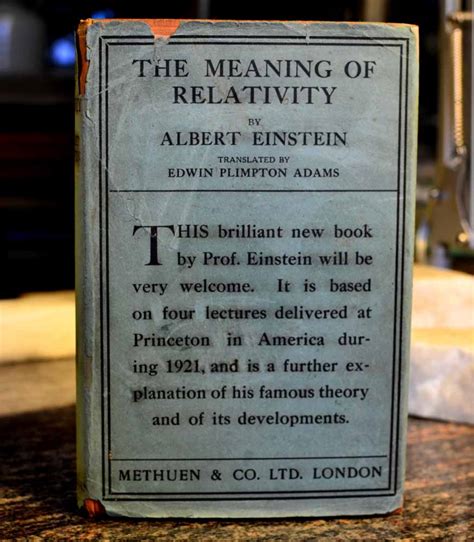 THE MEANING OF
RELATIVITY
BY
ALBERT EINSTEIN
TRANSLATED BY
EDWIN PLIMPTON ADAMS
THIS brilliant new book
by Prof. Einstein will be
very welcome. It is based
on four lectures delivered at
Princeton in America dur-
ing 1921, and is a further ex-
planation of his famous theory
and of its developments.
METHUEN & CO. LTD. LONDON